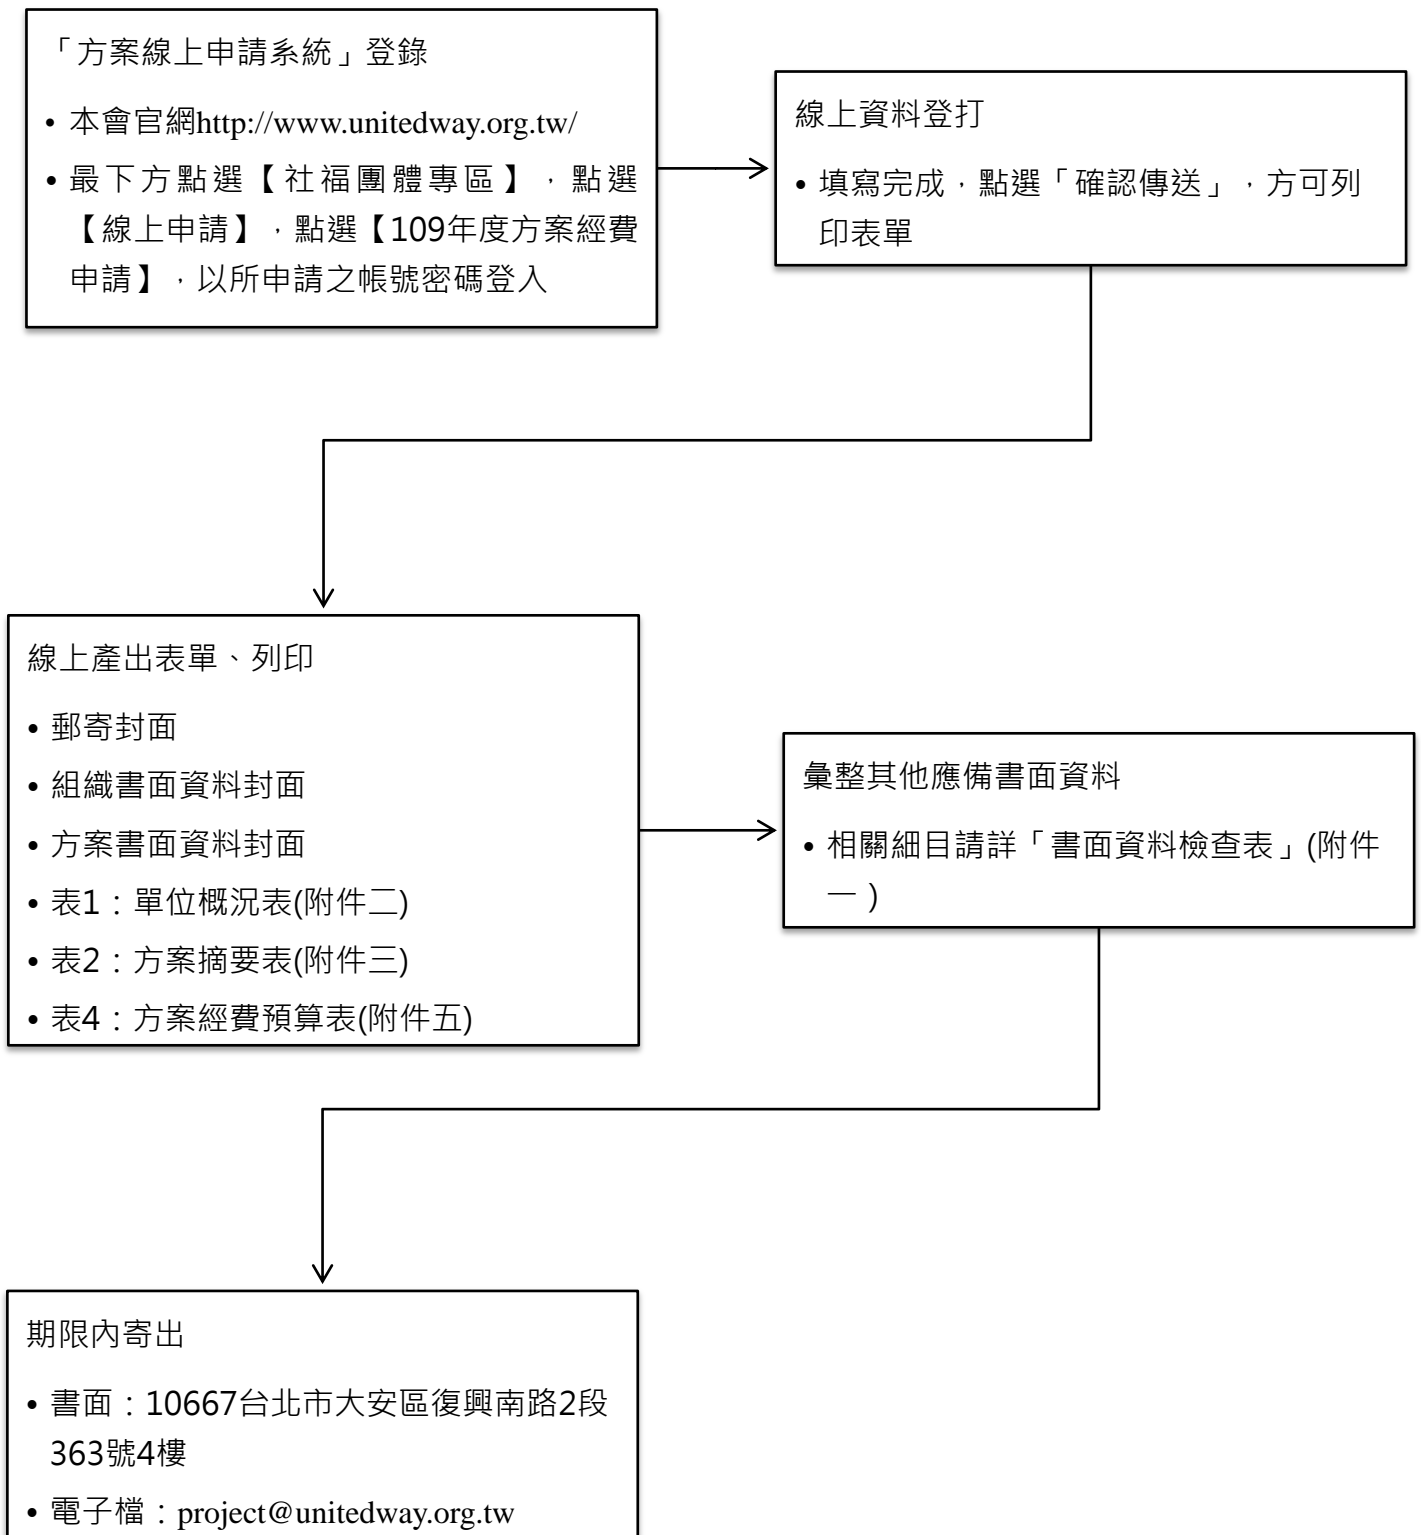 「方案線上申請系統」登錄
• 本會官網http://www.unitedway.org.tw/
• 最下方點選【社福團體專區】，點選
【線上申請】，點選【109年度方案經費
申請】，以所申請之帳號密碼登入
線上資料登打
• 填寫完成，點選「確認傳送」，方可列
印表單
線上產出表單、列印
• 郵寄封面
• 組織書面資料封面
• 方案書面資料封面
• 表1：單位概況表(附件二)
• 表2：方案摘要表(附件三)
• 表4：方案經費預算表(附件五)
彙整其他應備書面資料
• 相關細目請詳「書面資料檢查表」(附件
一）
期限內寄出
• 書面：10667台北市大安區復興南路2段
363號4樓
• 電子檔：project@unitedway.org.tw